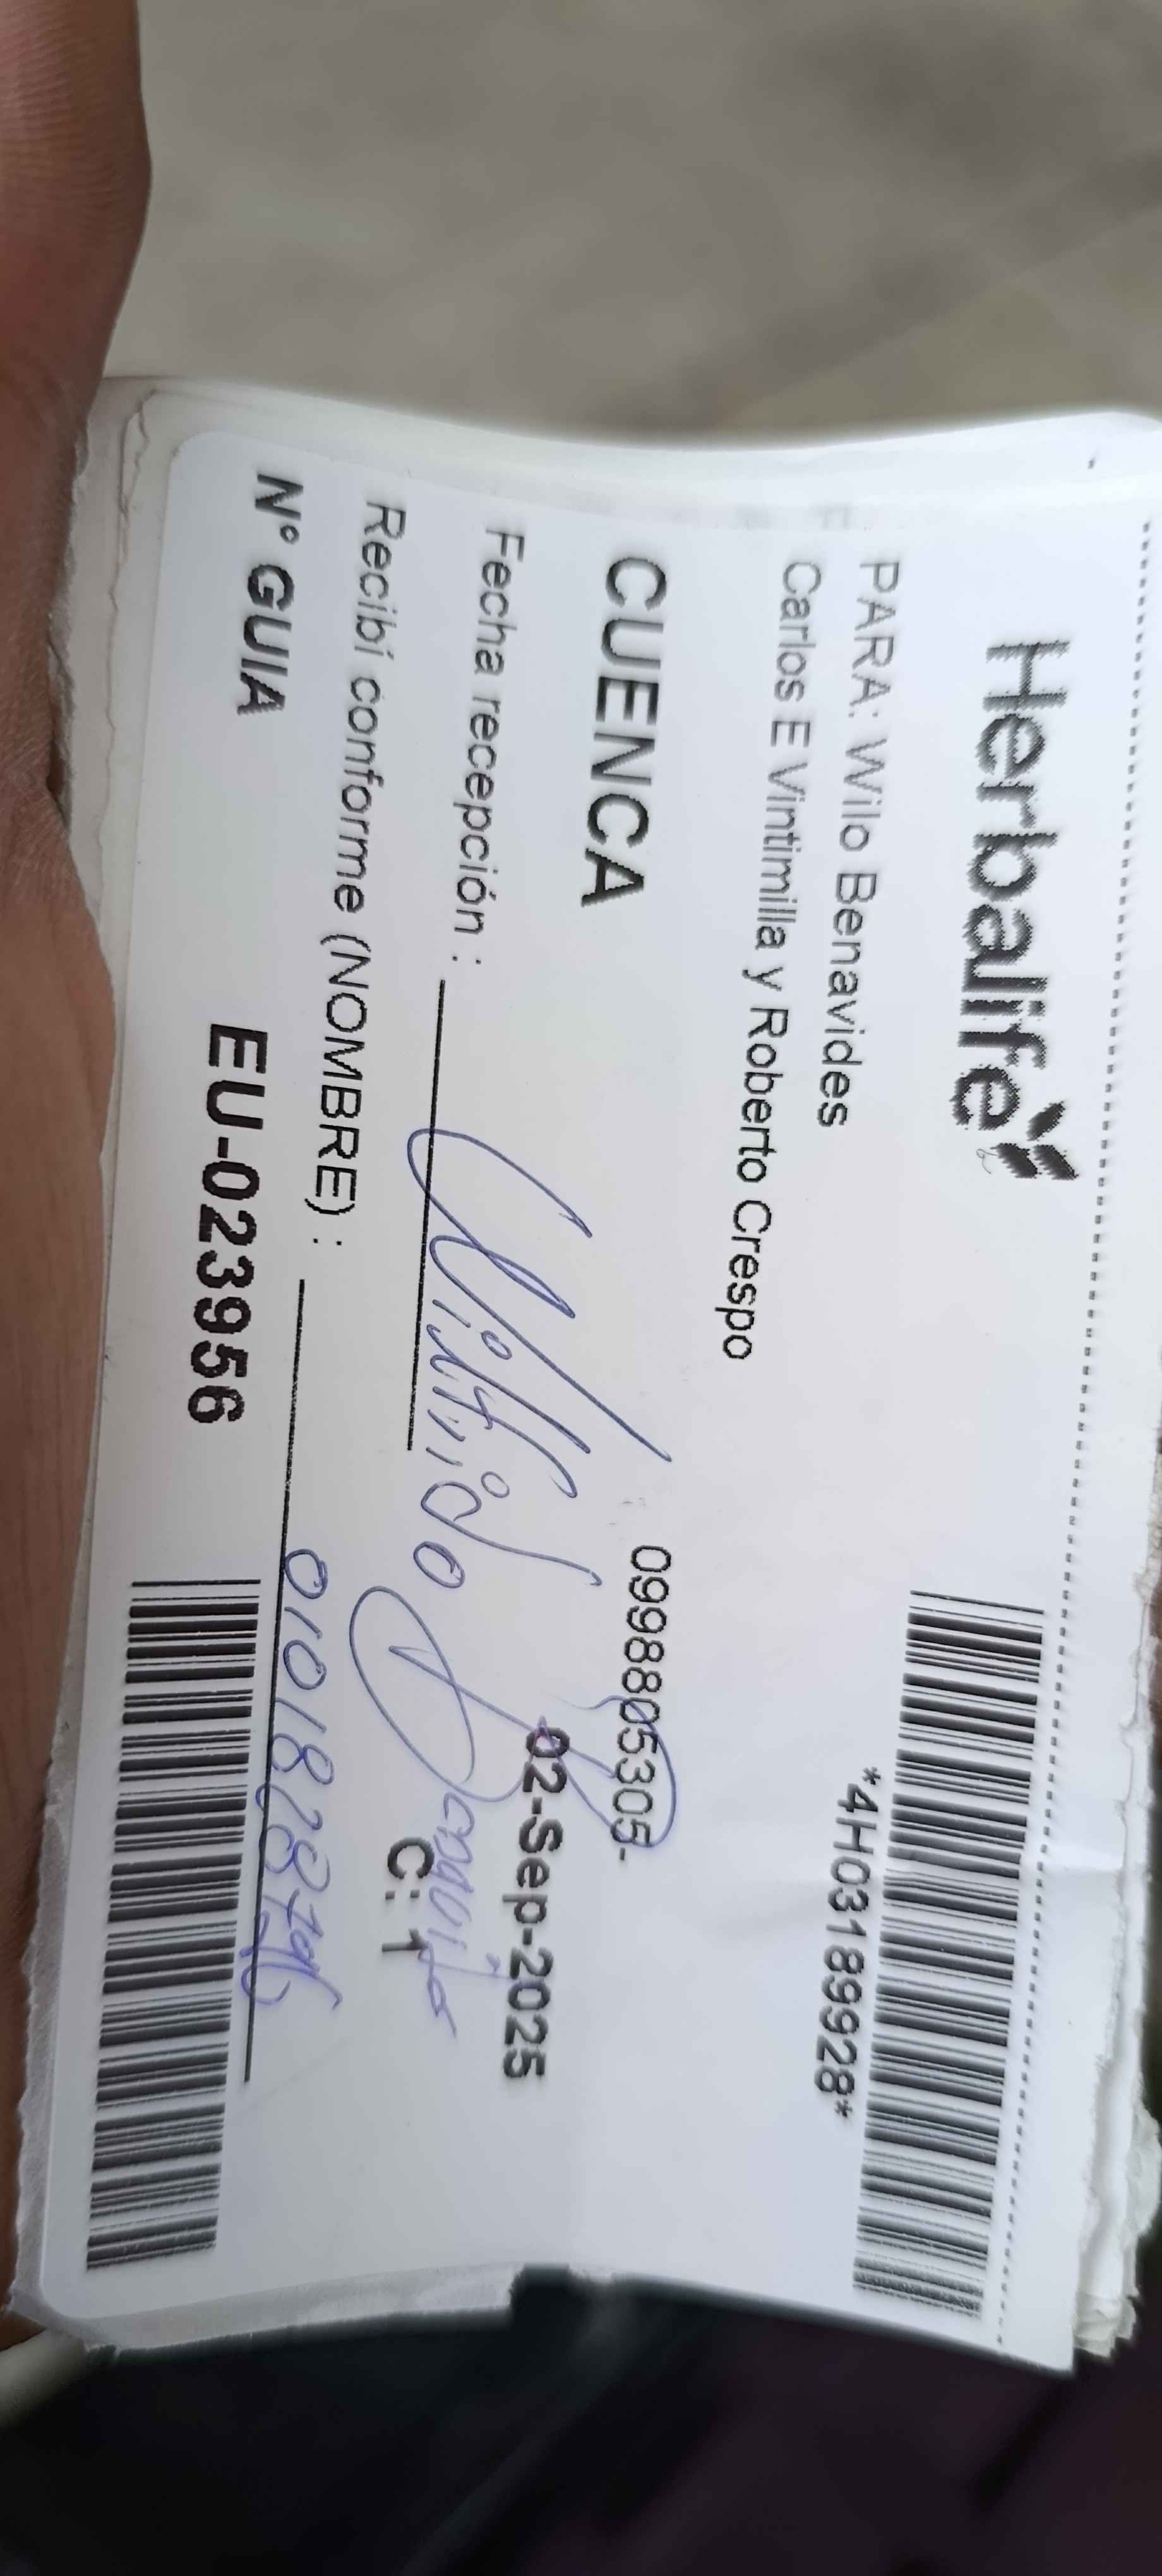 Herbalife
*4H03189928*
PARA: Wilo Benavides
Carlos E Vintimilla y Roberto Crespo
CUENCA
0998805305-
02-Sep-2025
Fecha recepción :
C: 1
Recibí conforme (NOMBRE) :
Nº GUIA
EU-023956